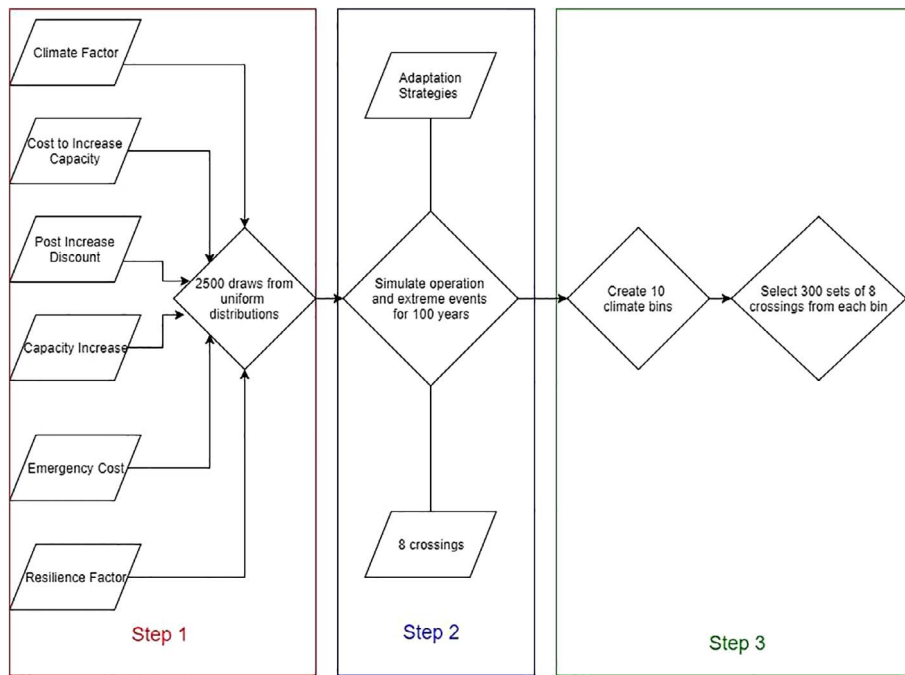 Climate Factor
Cost to Increase
Capacity
Post Increase
Discount
Capacity Increase
Emergency Cost
Resilience Factor
2500 draws from
uniform
distributions
Step 1
Adaptation
Strategies
Simulate operation
and extreme events
for 100 years
8 crossings
Step 2
Create 10
climate bins
Select 300 sets of 8
crossings from each bin
Step 3